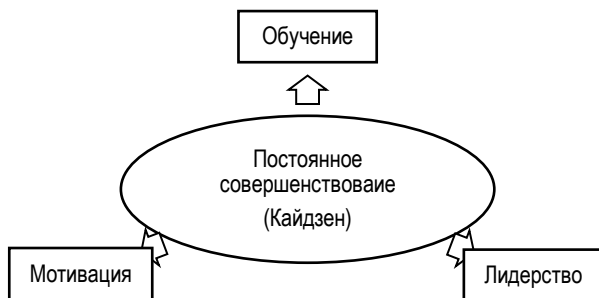 Обучение
Постоянное
совершенствоваие
(Кайдзен)
Мотивация
Лидерство